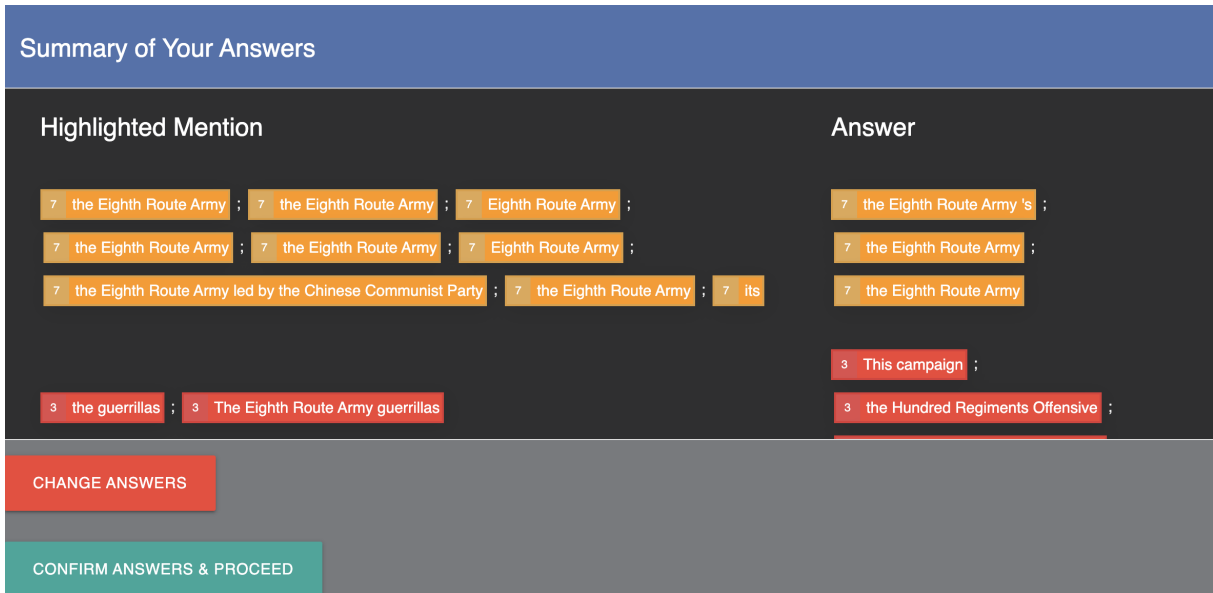 Summary of Your Answers
Highlighted Mention Answer
7 the Eighth Route Army ; 7 the Eighth Route Army ; 7 Eighth Route Army ; 7 the Eighth Route Army 's ;
7 the Eighth Route Army ; 7 the Eighth Route Army ; 7 Eighth Route Army ; 7 the Eighth Route Army ;
7 the Eighth Route Army led by the Chinese Communist Party ; 7 the Eighth Route Army ; 7 its 7 the Eighth Route Army
3 This campaign ;
3 the guerrillas ; 3 The Eighth Route Army guerrillas 3 the Hundred Regiments Offensive ;
CHANGE ANSWERS
CONFIRM ANSWERS & PROCEED